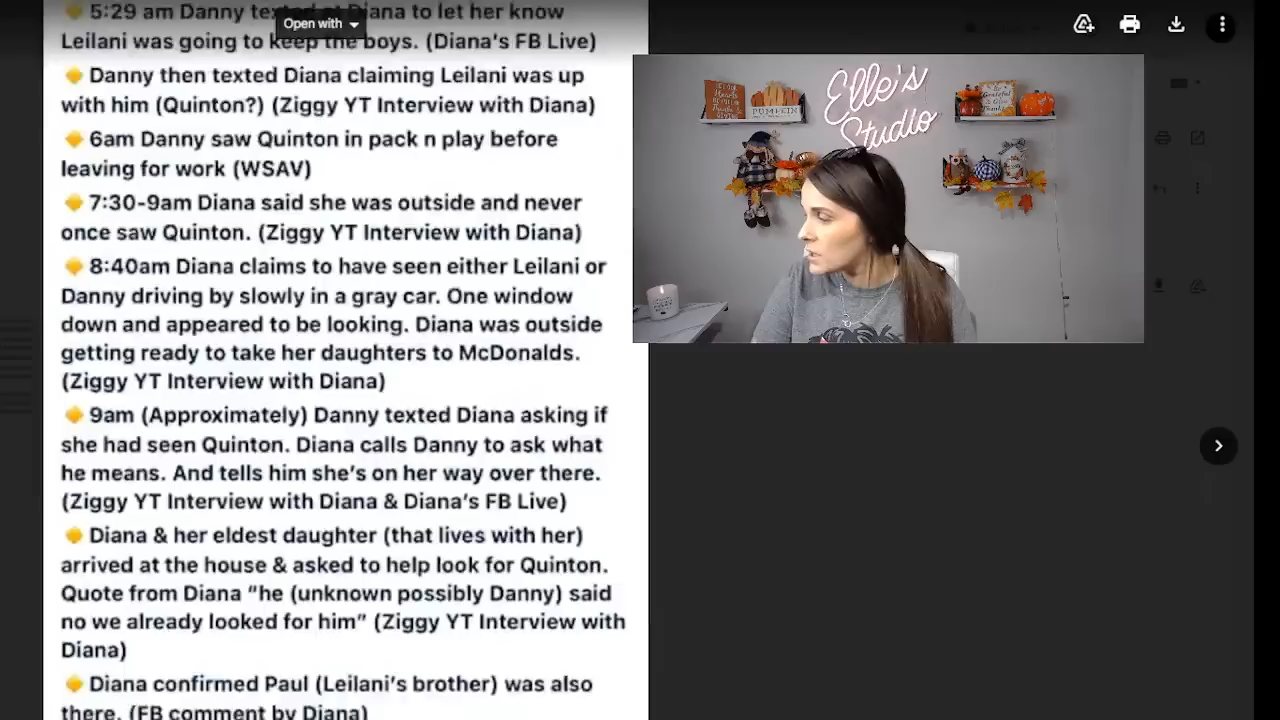 🔸 5:29 am Danny texted at Diana to let her know
Leilani was going to keep the boys. (Diana's FB Live)
🔸 Danny then texted Diana claiming Leilani was up
with him (Quinton?) (Ziggy YT Interview with Diana)
🔸 6am Danny saw Quinton in pack n play before
leaving for work (WSAV)
🔸 7:30-9am Diana said she was outside and never
once saw Quinton. (Ziggy YT Interview with Diana)
🔸 8:40am Diana claims to have seen either Leilani or
Danny driving by slowly in a gray car. One window
down and appeared to be looking. Diana was outside
getting ready to take her daughters to McDonalds.
(Ziggy YT Interview with Diana)
🔸 9am (Approximately) Danny texted Diana asking if
she had seen Quinton. Diana calls Danny to ask what
he means. And tells him she's on her way over there.
(Ziggy YT Interview with Diana & Diana's FB Live)
🔸 Diana & her eldest daughter (that lives with her)
arrived at the house & asked to help look for Quinton.
Quote from Diana "he (unknown possibly Danny) said
no we already looked for him" (Ziggy YT Interview with
Diana)
🔸 Diana confirmed Paul (Leilani's brother) was also
there. (FB comment by Diana)
Open with
Elle's
Studio
PUMPKIN
Grateful